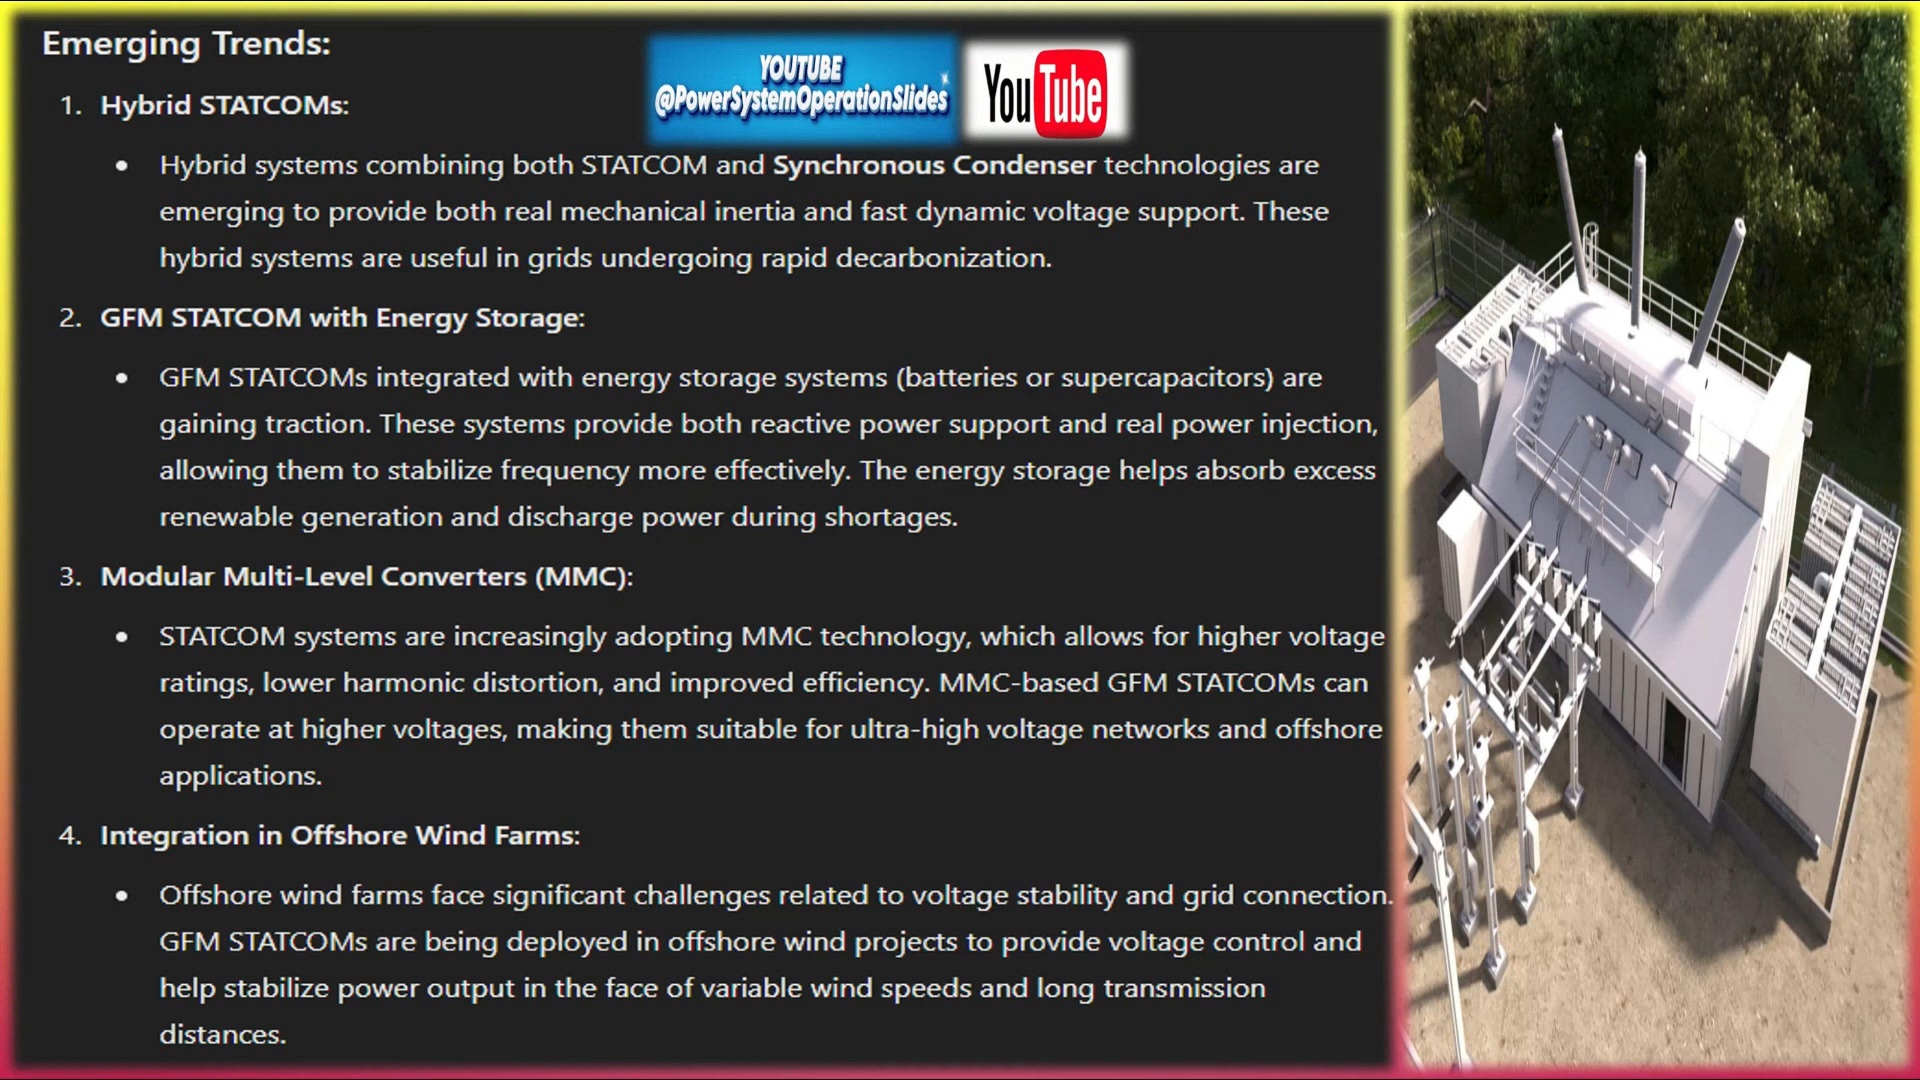 Emerging Trends:
YOUTUBE
@PowerSystemOperationSlides
YouTube
1. Hybrid STATCOMs:
• Hybrid systems combining both STATCOM and Synchronous Condenser technologies are
emerging to provide both real mechanical inertia and fast dynamic voltage support. These
hybrid systems are useful in grids undergoing rapid decarbonization.
2. GFM STATCOM with Energy Storage:
• GFM STATCOMs integrated with energy storage systems (batteries or supercapacitors) are
gaining traction. These systems provide both reactive power support and real power injection,
allowing them to stabilize frequency more effectively. The energy storage helps absorb excess
renewable generation and discharge power during shortages.
3. Modular Multi-Level Converters (MMC):
• STATCOM systems are increasingly adopting MMC technology, which allows for higher voltage
ratings, lower harmonic distortion, and improved efficiency. MMC-based GFM STATCOMs can
operate at higher voltages, making them suitable for ultra-high voltage networks and offshore
applications.
4. Integration in Offshore Wind Farms:
• Offshore wind farms face significant challenges related to voltage stability and grid connection.
GFM STATCOMs are being deployed in offshore wind projects to provide voltage control and
help stabilize power output in the face of variable wind speeds and long transmission
distances.